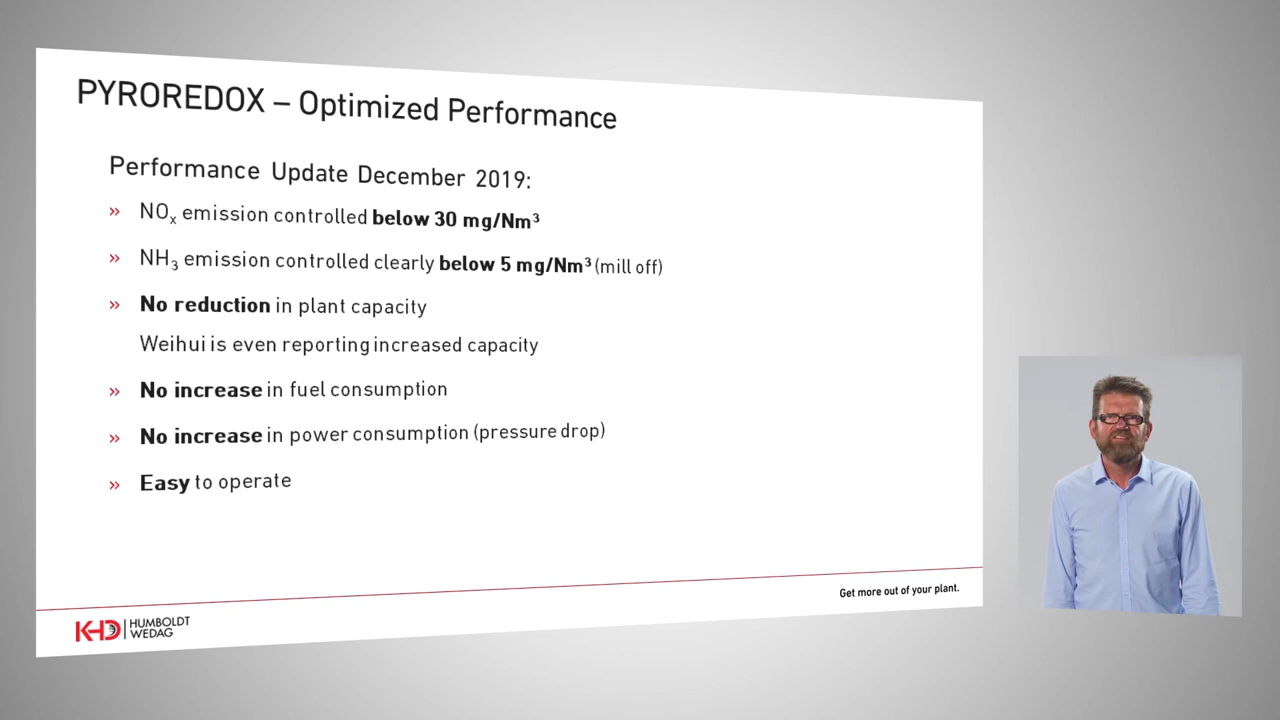 PYROREDOX – Optimized Performance
Performance Update December 2019:
» NOₓ emission controlled below 30 mg/Nm³
» NH₃ emission controlled clearly below 5 mg/Nm³ (mill off)
» No reduction in plant capacity
Weihui is even reporting increased capacity
» No increase in fuel consumption
» No increase in power consumption (pressure drop)
» Easy to operate
Get more out of your plant.
KHD HUMBOLDT
WEDAG